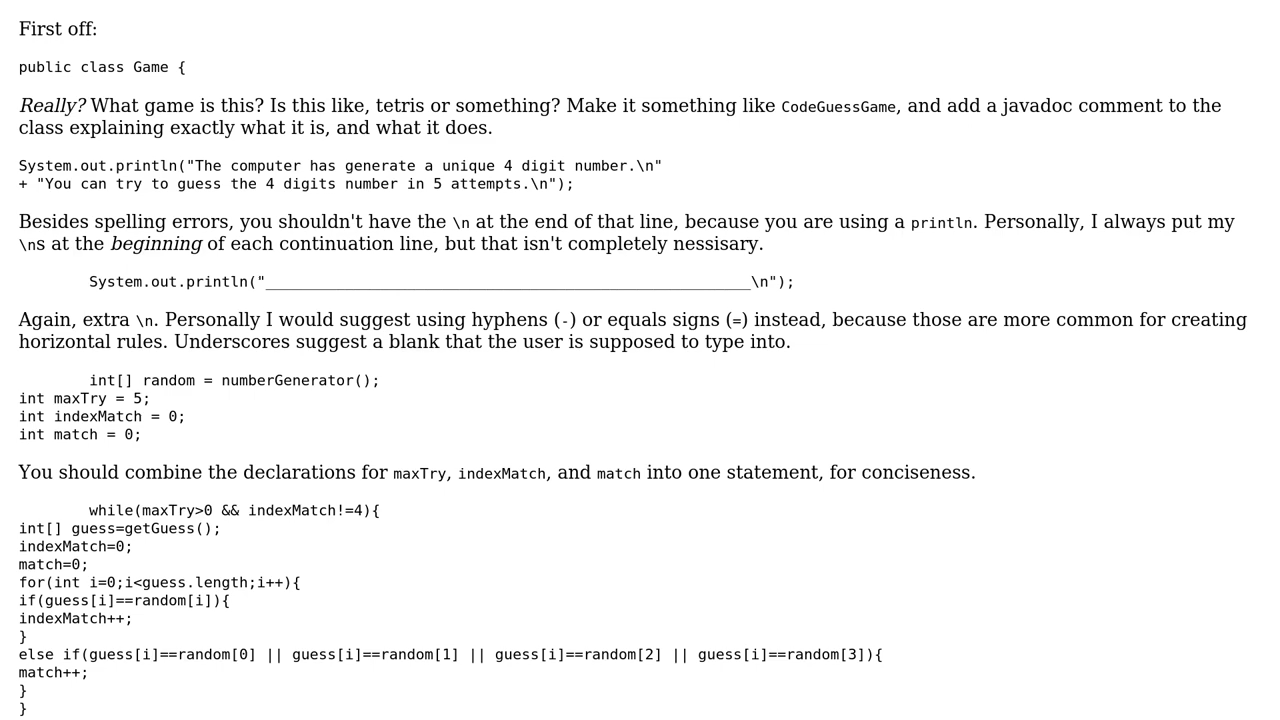 First off:
public class Game {
Really? What game is this? Is this like, tetris or something? Make it something like CodeGuessGame, and add a javadoc comment to the
class explaining exactly what it is, and what it does.
System.out.println("The computer has generate a unique 4 digit number.\n"
+ "You can try to guess the 4 digits number in 5 attempts.\n");
Besides spelling errors, you shouldn't have the \n at the end of that line, because you are using a println. Personally, I always put my
\ns at the beginning of each continuation line, but that isn't completely nessisary.
System.out.println("_______________________________________________________\n");
Again, extra \n. Personally I would suggest using hyphens (-) or equals signs (=) instead, because those are more common for creating
horizontal rules. Underscores suggest a blank that the user is supposed to type into.
int[] random = numberGenerator();
int maxTry = 5;
int indexMatch = 0;
int match = 0;
You should combine the declarations for maxTry, indexMatch, and match into one statement, for conciseness.
while(maxTry>0 && indexMatch!=4){
int[] guess=getGuess();
indexMatch=0;
match=0;
for(int i=0;i<guess.length;i++){
if(guess[i]==random[i]){
indexMatch++;
}
else if(guess[i]==random[0] || guess[i]==random[1] || guess[i]==random[2] || guess[i]==random[3]){
match++;
}
}